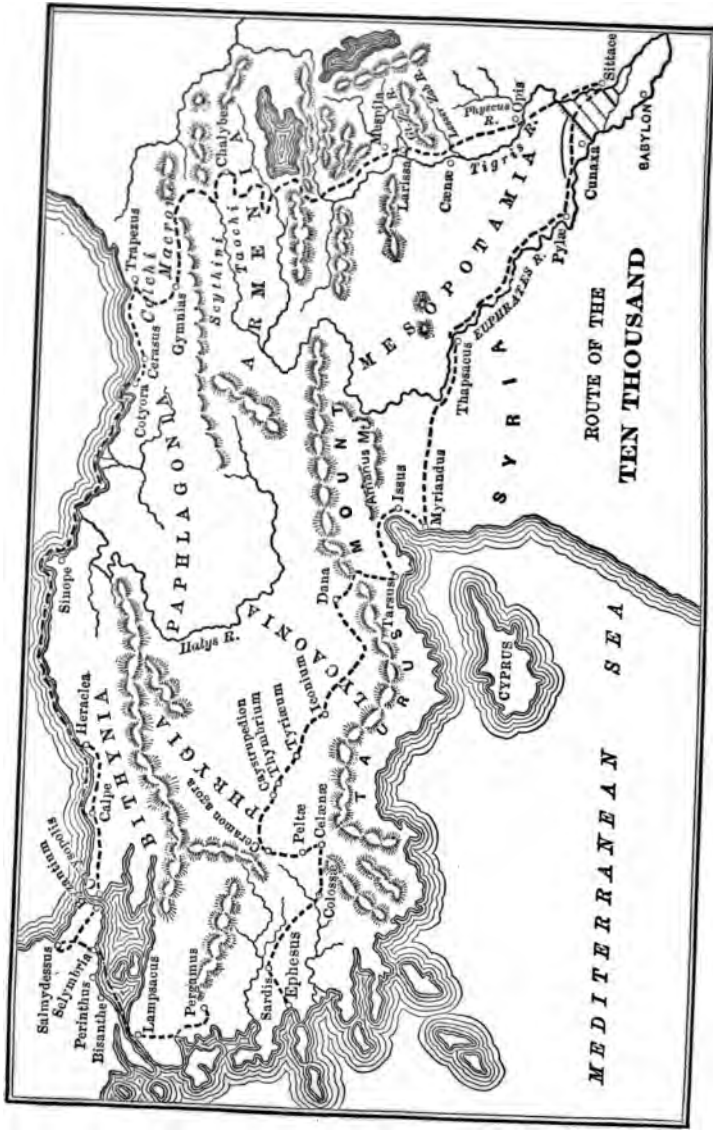 ROUTE OF THE
TEN THOUSAND
Salmydessus
Selymbria
Perinthus
Bisanthe
Lampsacus
Pergamus
Sardis
Ephesus
Calpe
Heraclea
BITHYNIA
PHRYGIA
Ceramon agora
Peltæ
Celænæ
Colossæ
Caystrupedion
Thymbrium
Tyriæum
Iconium
LYCAONIA
Dana
Tarsus
TAURUS
MOUNT
Amanus Mt.
Issus
Myriandus
Sinope
PAPHLAGONIA
Halys R.
Cotyora
Cerasus
Trapezus
Colchi
Macrones
Gymnias
Scythini
Taochi
Chalybes
ARMENIA
Mespila
Larissa
Cænæ
Tigris R.
Physcus
R.
Opis
Sittace
Cunaxa
BABYLON
Pylæ
MESOPOTAMIA
EUPHRATES R.
Thapsacus
SYRIA
CYPRUS
MEDITERRANEAN SEA